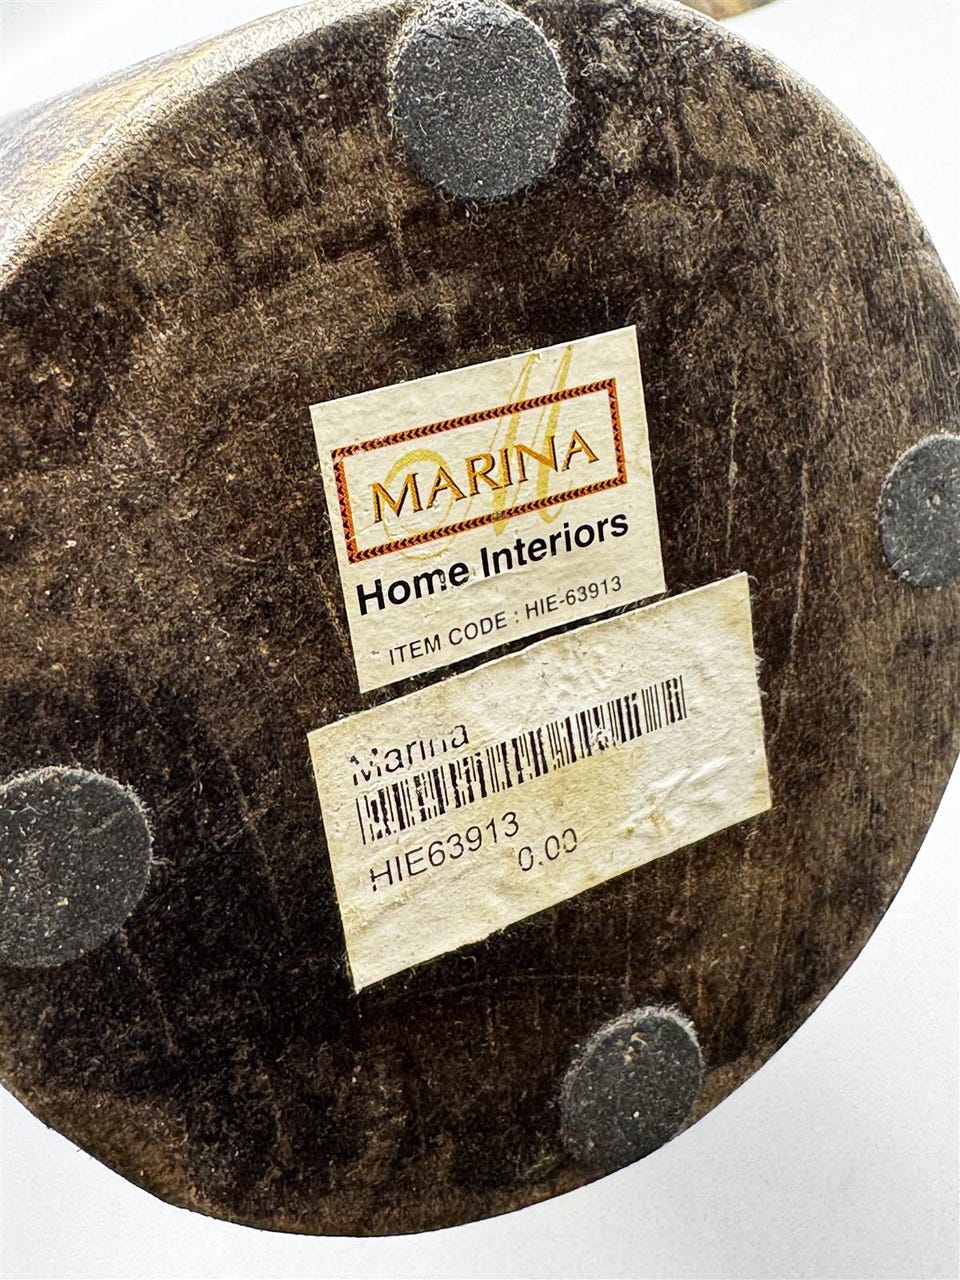 MARINA
Home Interiors
ITEM CODE : HIE-63913
Marina
HIE63913
0.00